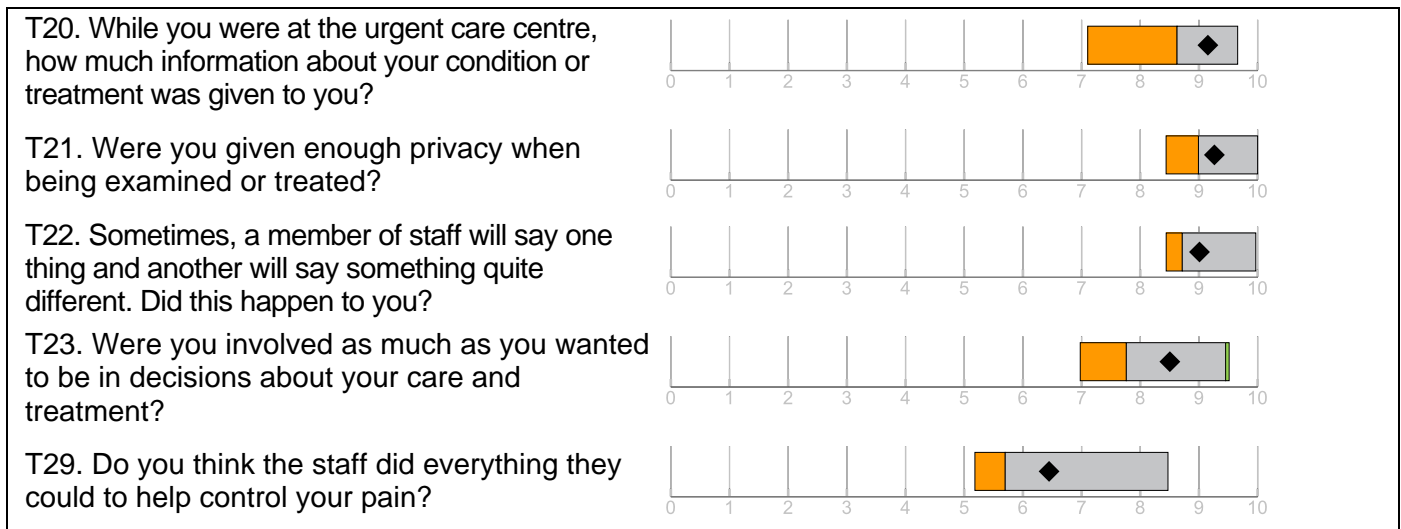 T20. While you were at the urgent care centre,
how much information about your condition or
treatment was given to you?
0 1 2 3 4 5 6 7 8 9 10
T21. Were you given enough privacy when
being examined or treated?
0 1 2 3 4 5 6 7 8 9 10
T22. Sometimes, a member of staff will say one
thing and another will say something quite
different. Did this happen to you?
0 1 2 3 4 5 6 7 8 9 10
T23. Were you involved as much as you wanted
to be in decisions about your care and
treatment?
0 1 2 3 4 5 6 7 8 9 10
T29. Do you think the staff did everything they
could to help control your pain?
0 1 2 3 4 5 6 7 8 9 10